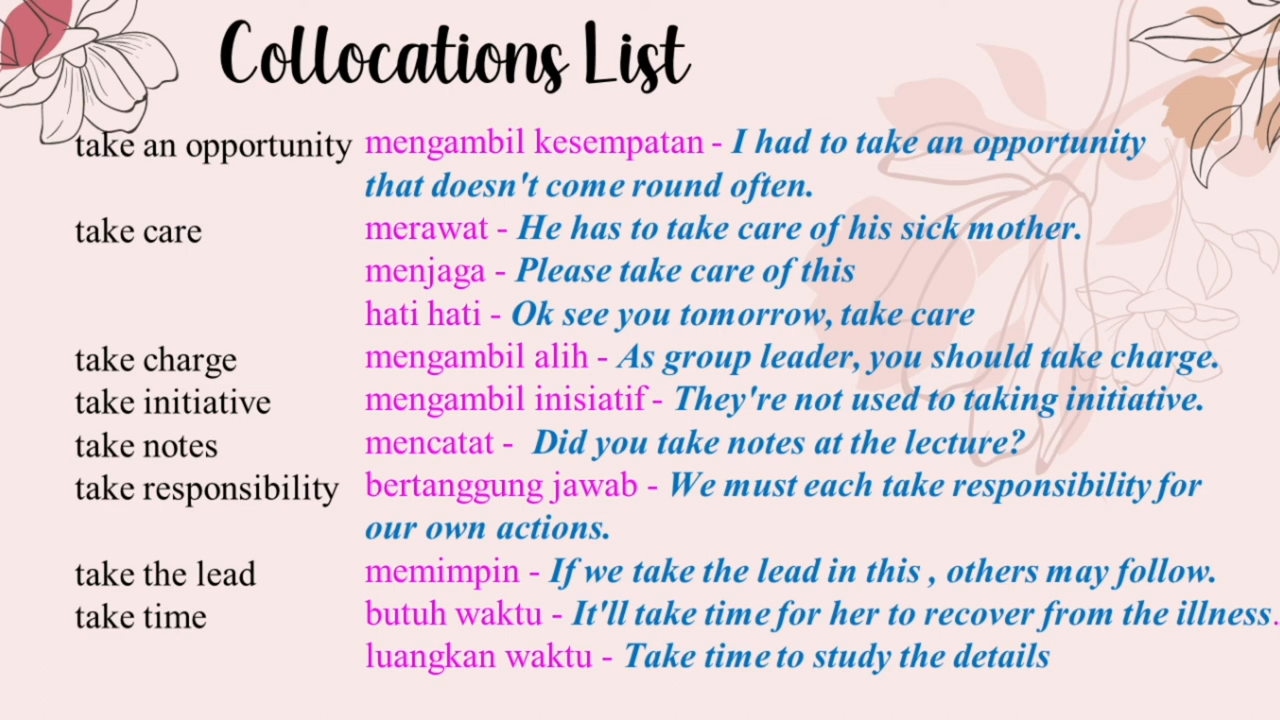 Collocations List
take an opportunity mengambil kesempatan - I had to take an opportunity
that doesn't come round often.
take care merawat - He has to take care of his sick mother.
menjaga - Please take care of this
hati hati - Ok see you tomorrow, take care
take charge mengambil alih - As group leader, you should take charge.
take initiative mengambil inisiatif - They're not used to taking initiative.
take notes mencatat - Did you take notes at the lecture?
take responsibility bertanggung jawab - We must each take responsibility for
our own actions.
take the lead memimpin - If we take the lead in this , others may follow.
take time butuh waktu - It'll take time for her to recover from the illness.
luangkan waktu - Take time to study the details